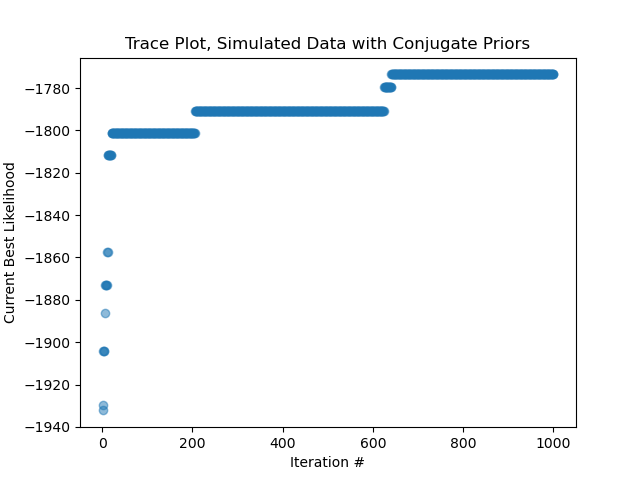 Trace Plot, Simulated Data with Conjugate Priors
−1780
−1800
−1820
−1840
−1860
−1880
−1900
−1920
−1940
Current Best Likelihood
0 200 400 600 800 1000
Iteration #